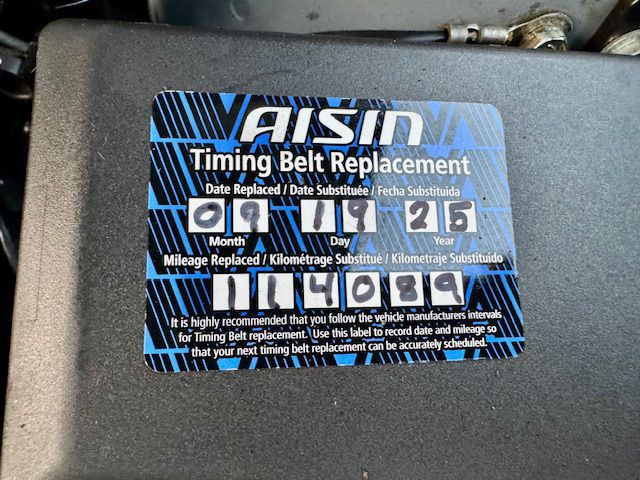 AISIN
Timing Belt Replacement
Date Replaced / Date Substituée / Fecha Substituida
09 19 25
Month Day Year
Mileage Replaced / Kilométrage Substitué / Kilometraje Substituido
114089
It is highly recommended that you follow the vehicle manufacturers intervals
for Timing Belt replacement. Use this label to record date and mileage so
that your next timing belt replacement can be accurately scheduled.